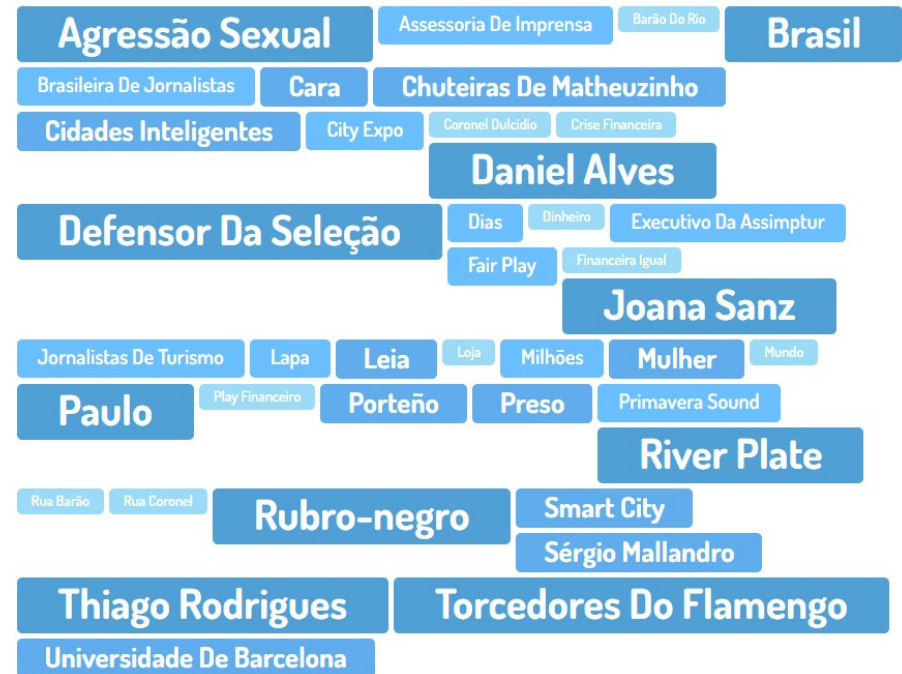 Agressão Sexual Assessoria De Imprensa Barão Do Rio Brasil
Brasileira De Jornalistas Cara Chuteiras De Matheuzinho
Cidades Inteligentes City Expo Coronel Dulcidio Crise Financeira
Daniel Alves
Defensor Da Seleção Dias Dinheiro Executivo Da Assimptur
Fair Play Financeira Igual
Joana Sanz
Jornalistas De Turismo Lapa Leia Loja Milhões Mulher Mundo
Paulo Play Financeiro Porteño Preso Primavera Sound
River Plate
Rua Barão Rua Coronel Rubro-negro Smart City
Sérgio Mallandro
Thiago Rodrigues Torcedores Do Flamengo
Universidade De Barcelona